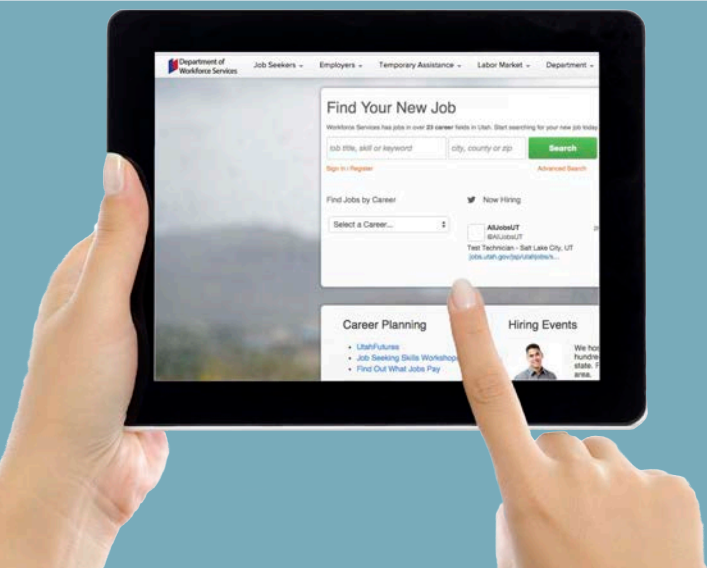 Department of
Workforce Services
Job Seekers
Employers
Temporary Assistance
Labor Market
Department
Find Your New Job
Workforce Services has jobs in over 23 career fields in Utah. Start searching for your new job today.
job title, skill or keyword
city, county or zip
Search
Sign In / Register
Advanced Search
Find Jobs by Career
Now Hiring
Select a Career...
AllJobsUT
@AllJobsUT
Test Technician - Salt Lake City, UT
jobs.utah.gov/jsp/utahjobs/s...
Career Planning
Hiring Events
• UtahFutures
• Job Seeking Skills Workshops
• Find Out What Jobs Pay
We
state.
area.